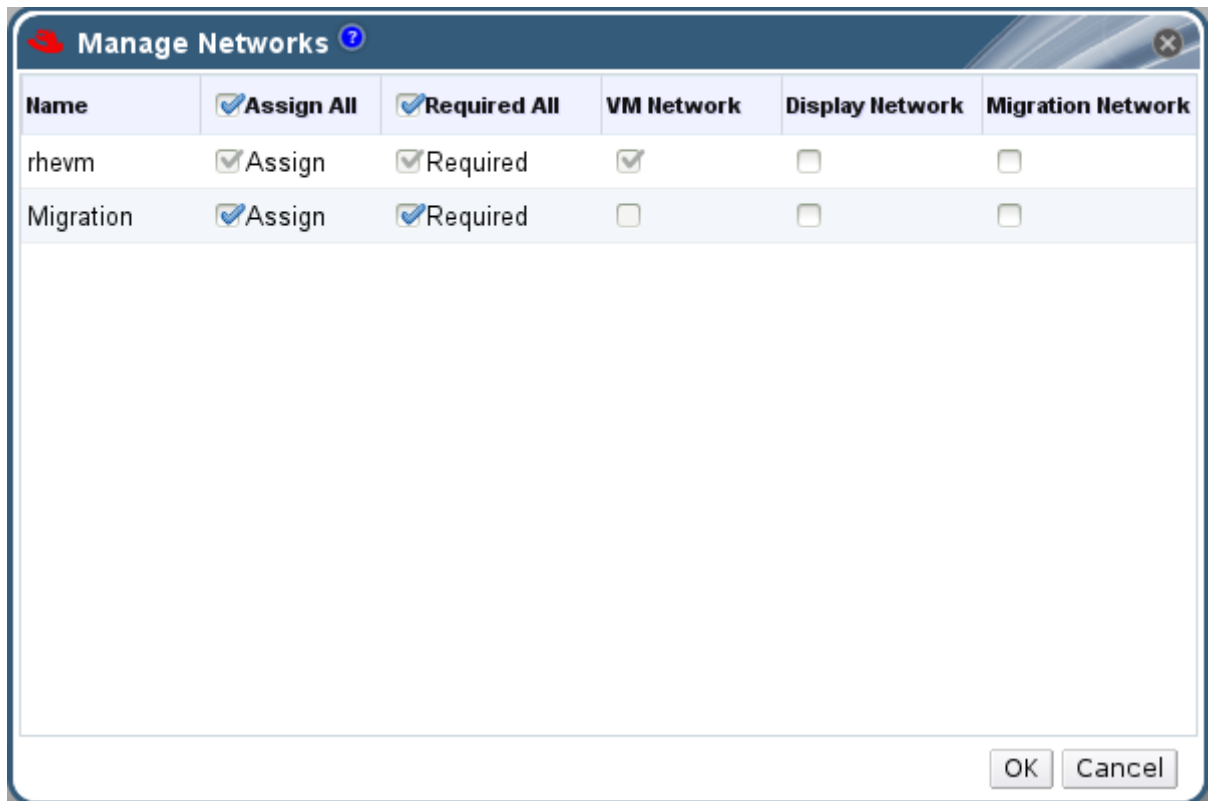 Manage Networks ?
Name Assign All Required All VM Network Display Network Migration Network
rhevm Assign Required
Migration Assign Required
OK Cancel